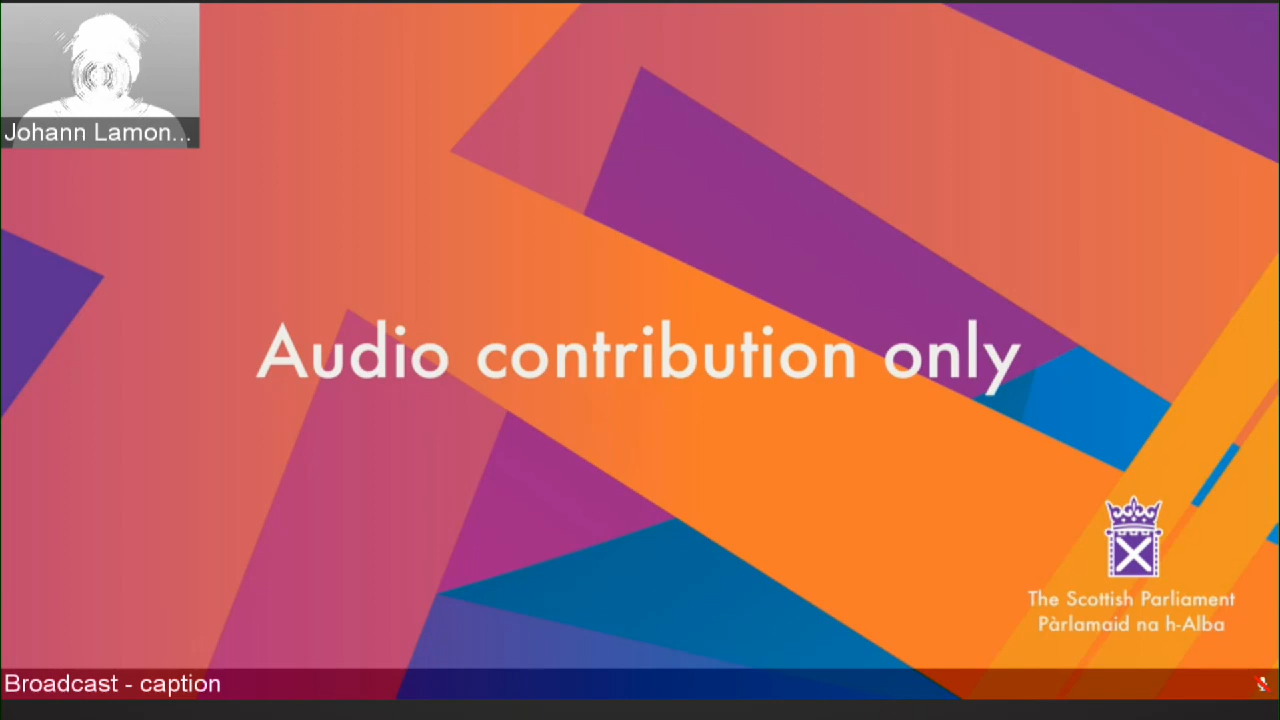 Johann Lamon...
Audio contribution only
The Scottish Parliament
Pàrlamaid na h-Alba
Broadcast - caption